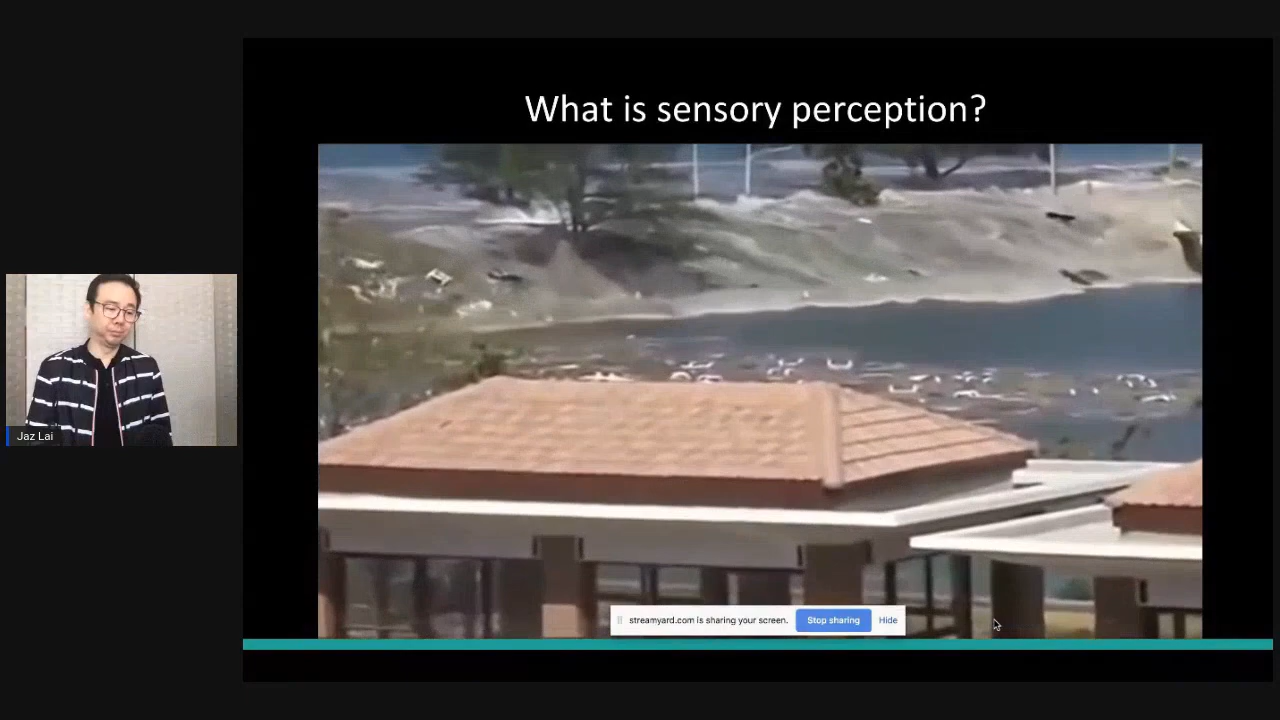 What is sensory perception?
Jaz Lai
streamyard.com is sharing your screen. Stop sharing Hide